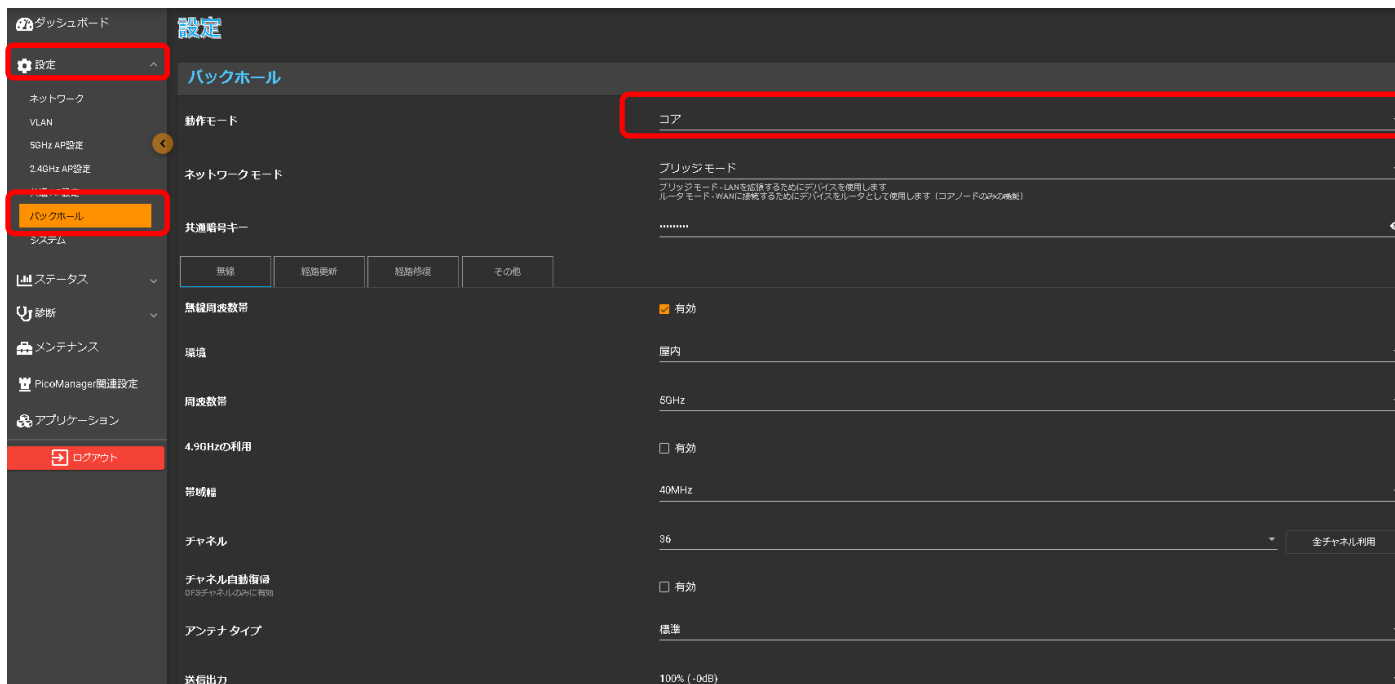 ダッシュボード
設定
ネットワーク
VLAN
5GHz AP設定
2.4GHz AP設定
バックホール
システム
ステータス
診断
メンテナンス
PicoManager関連設定
アプリケーション
ログアウト
設定
バックホール
動作モード
コア
ネットワーク モード
ブリッジ モード
ブリッジ モード - LANを拡張するためにデバイスを使用します
ルータ モード - WANに接続するためにデバイスをルータとして使用します（コアノードのみの機能）
共通暗号キー
•••••••••
無線 経路更新 経路修復 その他
無線周波数帯
有効
環境
屋内
周波数帯
5GHz
4.9GHzの利用
有効
帯域幅
40MHz
チャネル
36
全チャネル利用
チャネル自動復帰
DFSチャネルのみに有効
有効
アンテナ タイプ
標準
送信出力
100% (-0dB)